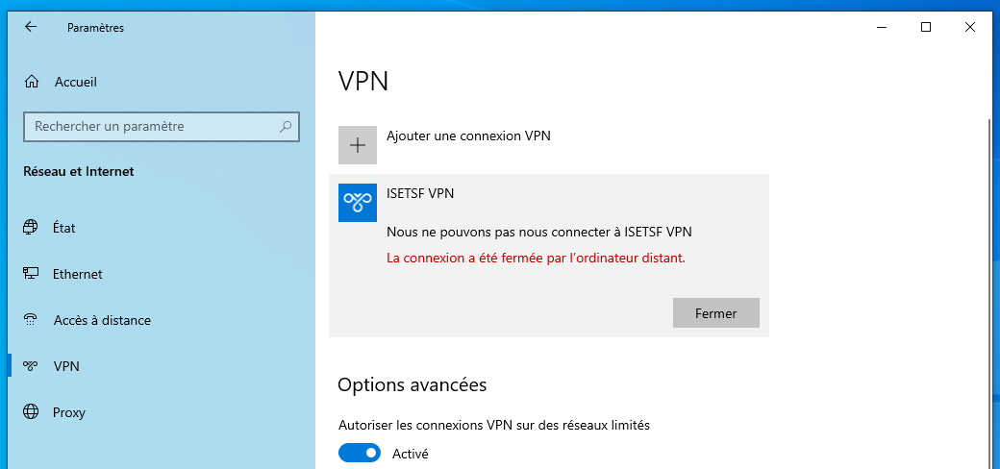 Paramètres
Accueil
Rechercher un paramètre
Réseau et Internet
État
Ethernet
Accès à distance
VPN
Proxy
VPN
Ajouter une connexion VPN
ISETSF VPN
Nous ne pouvons pas nous connecter à ISETSF VPN
La connexion a été fermée par l’ordinateur distant.
Fermer
Options avancées
Autoriser les connexions VPN sur des réseaux limités
Activé